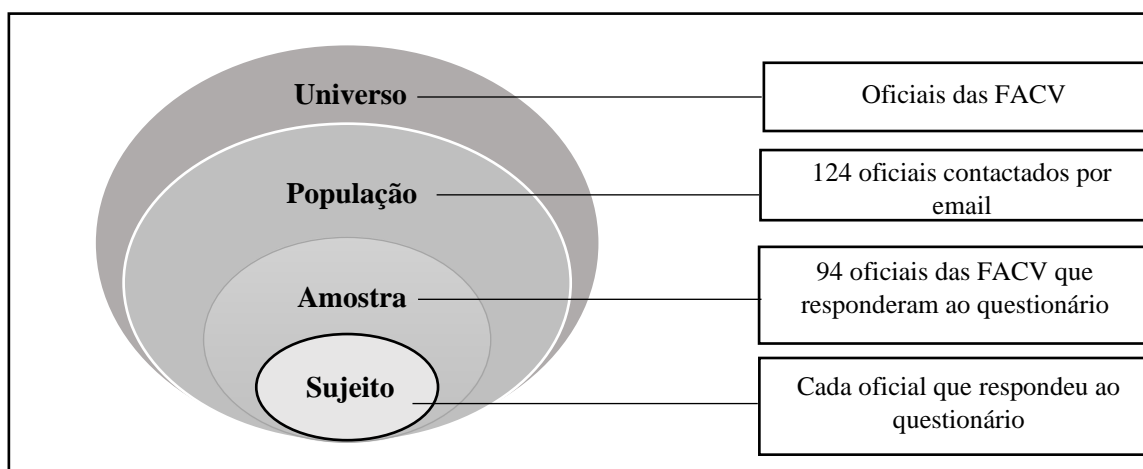 Universo
Oficiais das FACV
População
124 oficiais contactados por
email
Amostra
94 oficiais das FACV que
responderam ao questionário
Sujeito
Cada oficial que respondeu ao
questionário